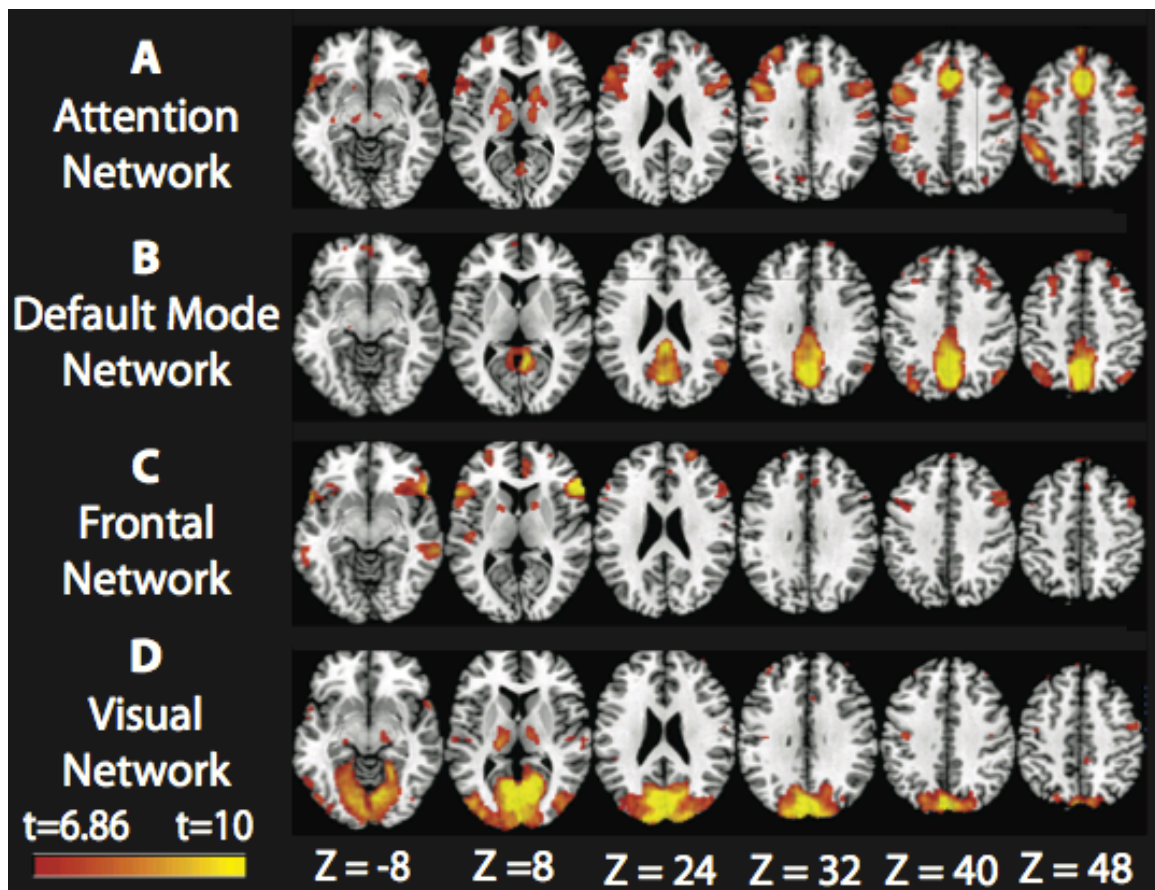 A
Attention
Network
B
Default Mode
Network
C
Frontal
Network
D
Visual
Network
t=6.86 t=10
Z = -8 Z =8 Z = 24 Z = 32 Z = 40 Z = 48